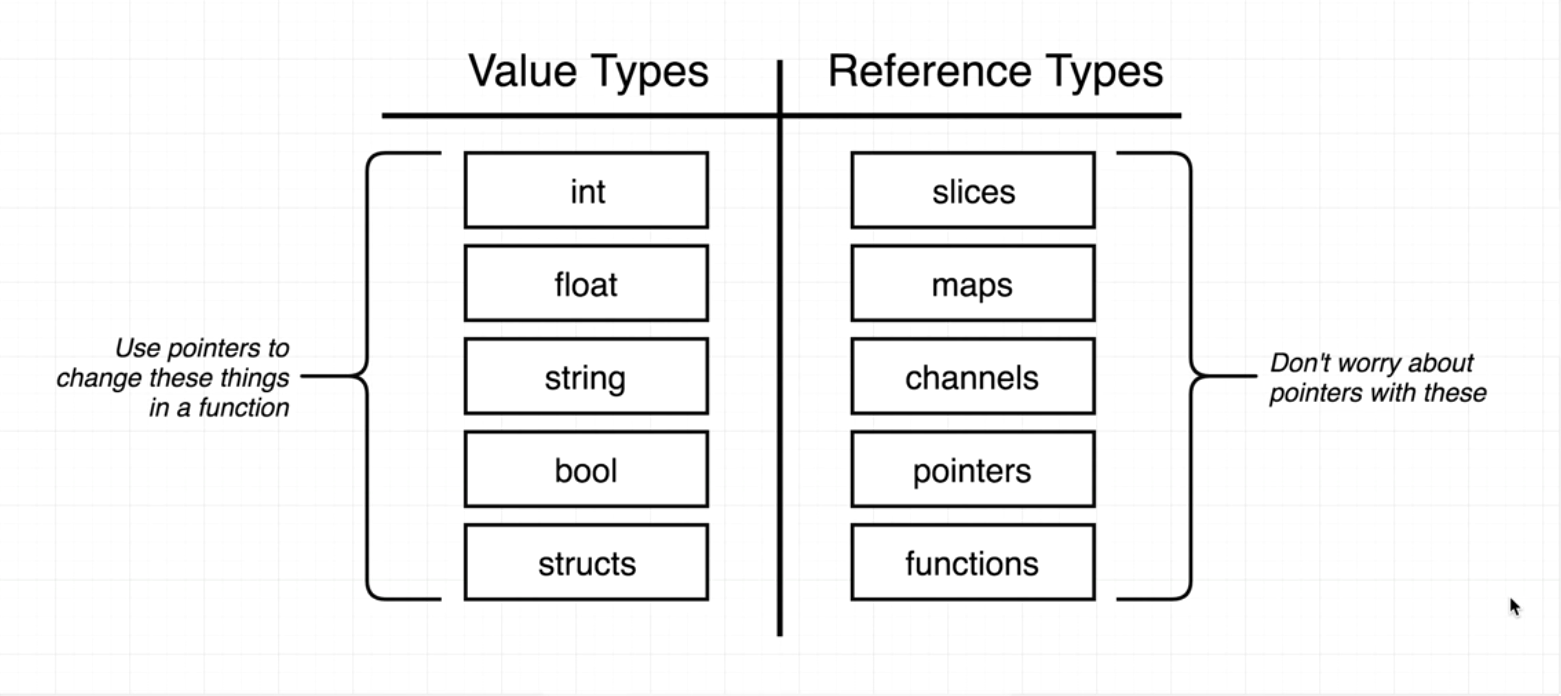 Value Types
Reference Types
int
slices
float
maps
Use pointers to
change these things
in a function
string
channels
Don't worry about
pointers with these
bool
pointers
structs
functions